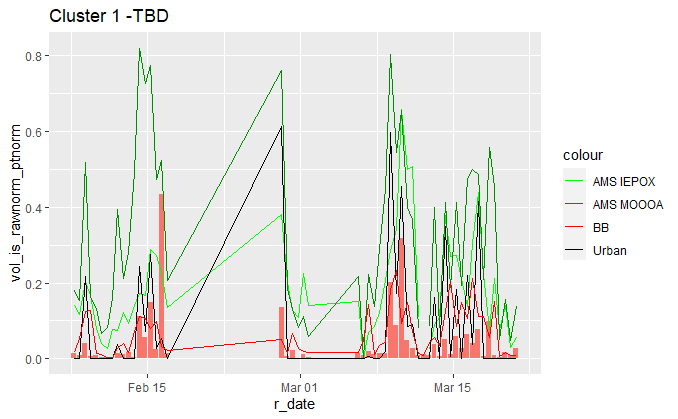 Cluster 1 -TBD
vol_is_rawnorm_ptnorm
0.8
0.6
0.4
0.2
0.0
Feb 15
Mar 01
Mar 15
r_date
colour
AMS IEPOX
AMS MOOOA
BB
Urban